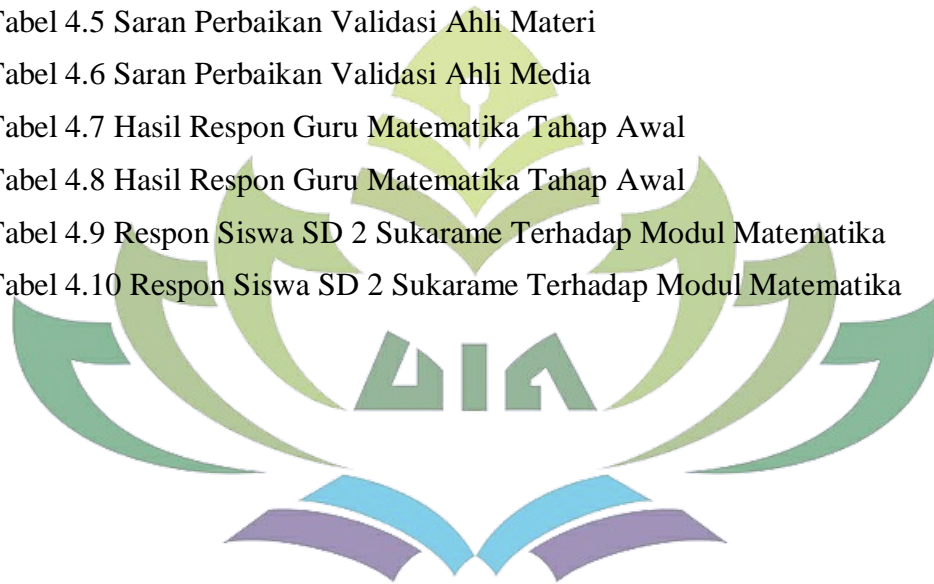 Tabel 4.5 Saran Perbaikan Validasi Ahli Materi
Tabel 4.6 Saran Perbaikan Validasi Ahli Media
Tabel 4.7 Hasil Respon Guru Matematika Tahap Awal
Tabel 4.8 Hasil Respon Guru Matematika Tahap Awal
Tabel 4.9 Respon Siswa SD 2 Sukarame Terhadap Modul Matematika
Tabel 4.10 Respon Siswa SD 2 Sukarame Terhadap Modul Matematika
UIN